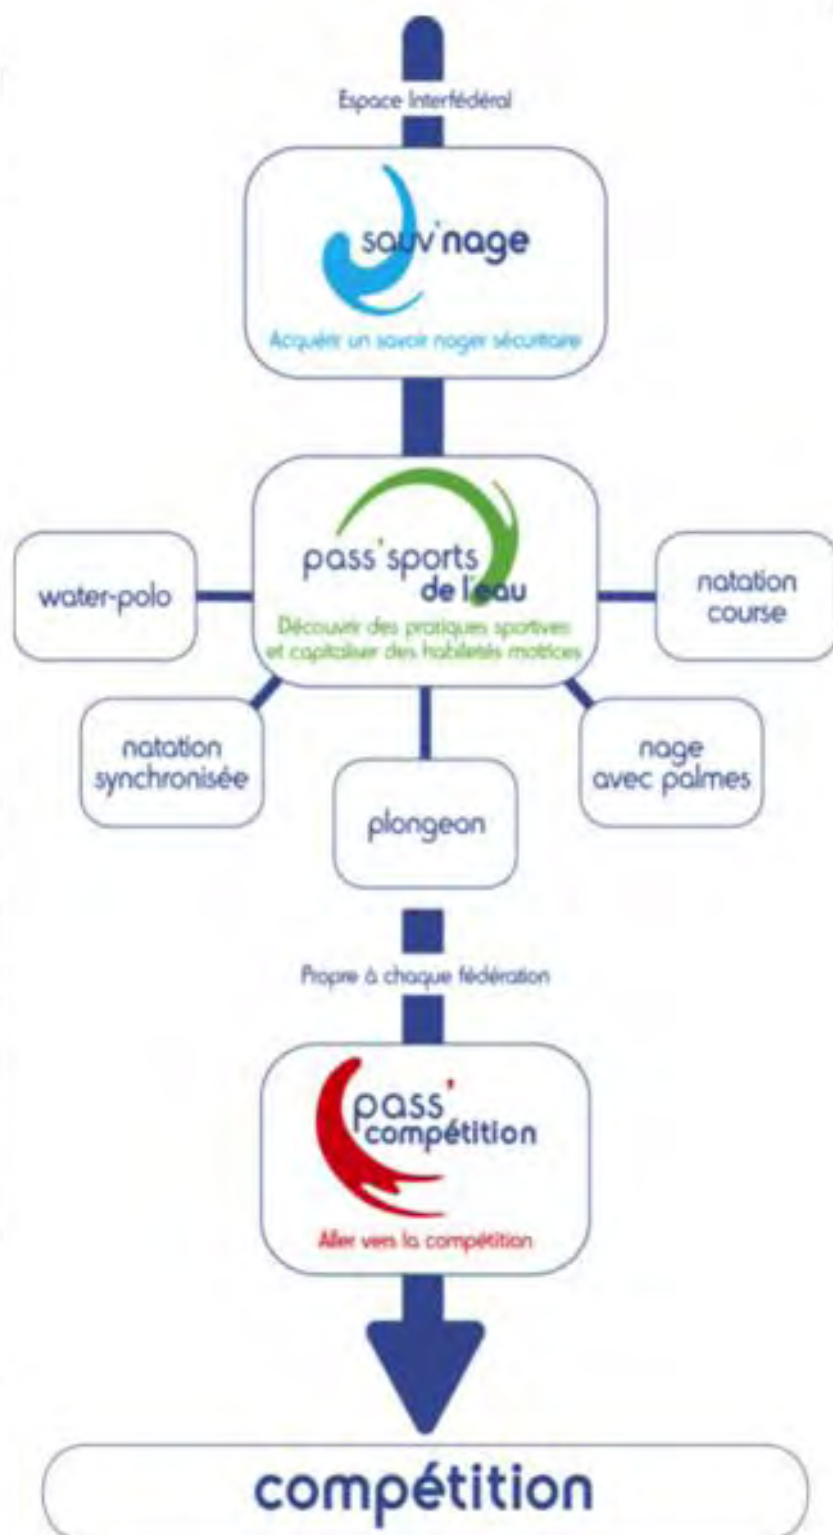 Espace Interfédéral
sauv'nage
Acquérir un savoir nager sécuritaire
pass'sports
de l'eau
Découvrir des pratiques sportives
et capitaliser des habiletés motrices
water-polo
natation
course
natation
synchronisée
nage
avec palmes
plongeon
Propre à chaque fédération
pass'
compétition
Aller vers la compétition
compétition